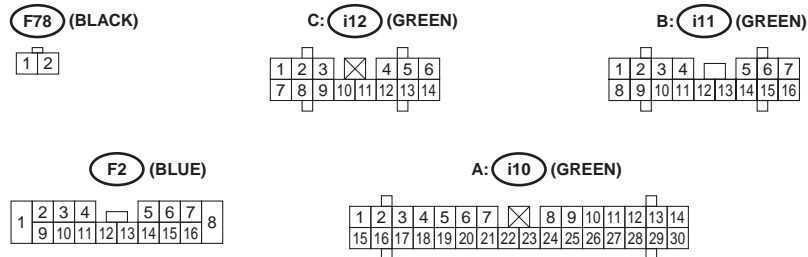 F78 (BLACK)
C: i12 (GREEN)
B: i11 (GREEN)
1 2
1 2 3 4 5 6
7 8 9 10 11 12 13 14
1 2 3 4 5 6 7
8 9 10 11 12 13 14 15 16
F2 (BLUE)
A: i10 (GREEN)
1 2 3 4 5 6 7 8
9 10 11 12 13 14 15 16
1 2 3 4 5 6 7 8 9 10 11 12 13 14
15 16 17 18 19 20 21 22 23 24 25 26 27 28 29 30